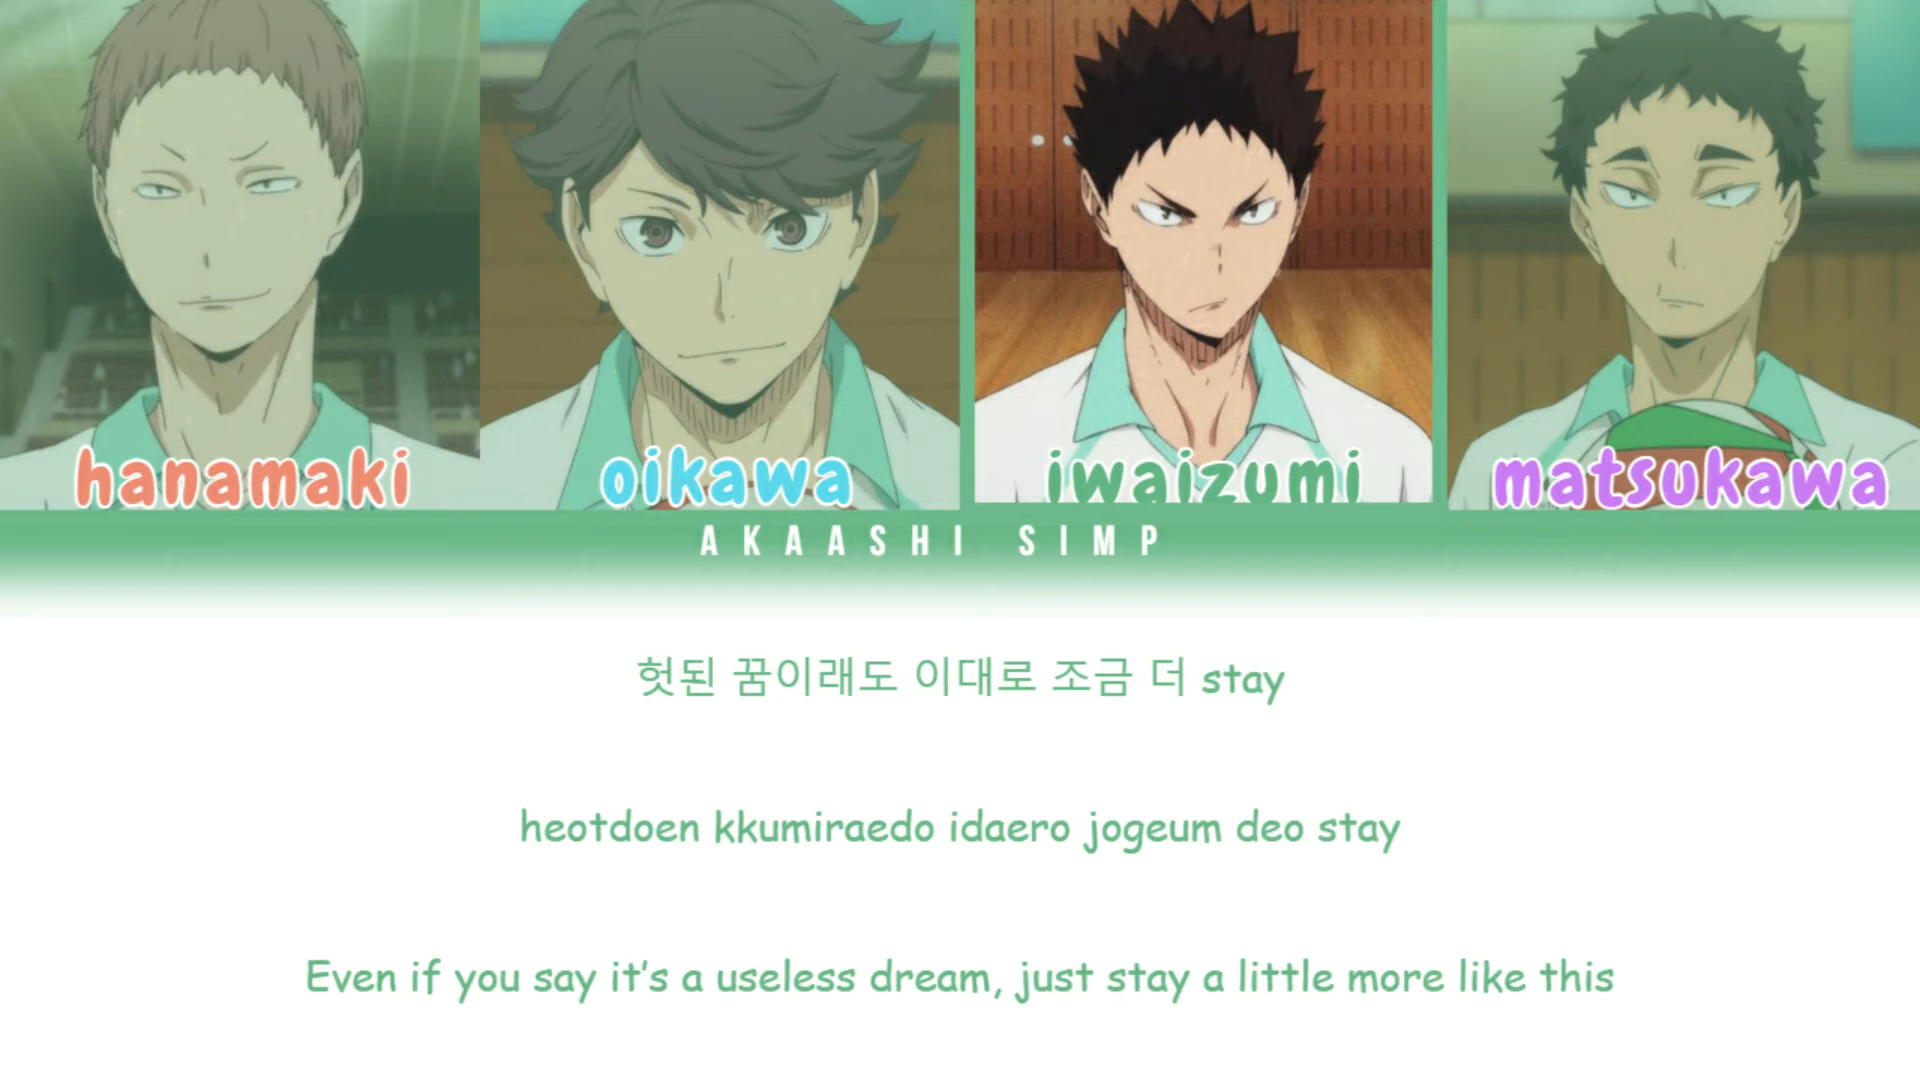 hanamaki
oikawa
iwaizumi
matsukawa
AKAASHI SIMP
헛된 꿈이래도 이대로 조금 더 stay
heotdoen kkumiraedo idaero jogeum deo stay
Even if you say it's a useless dream, just stay a little more like this